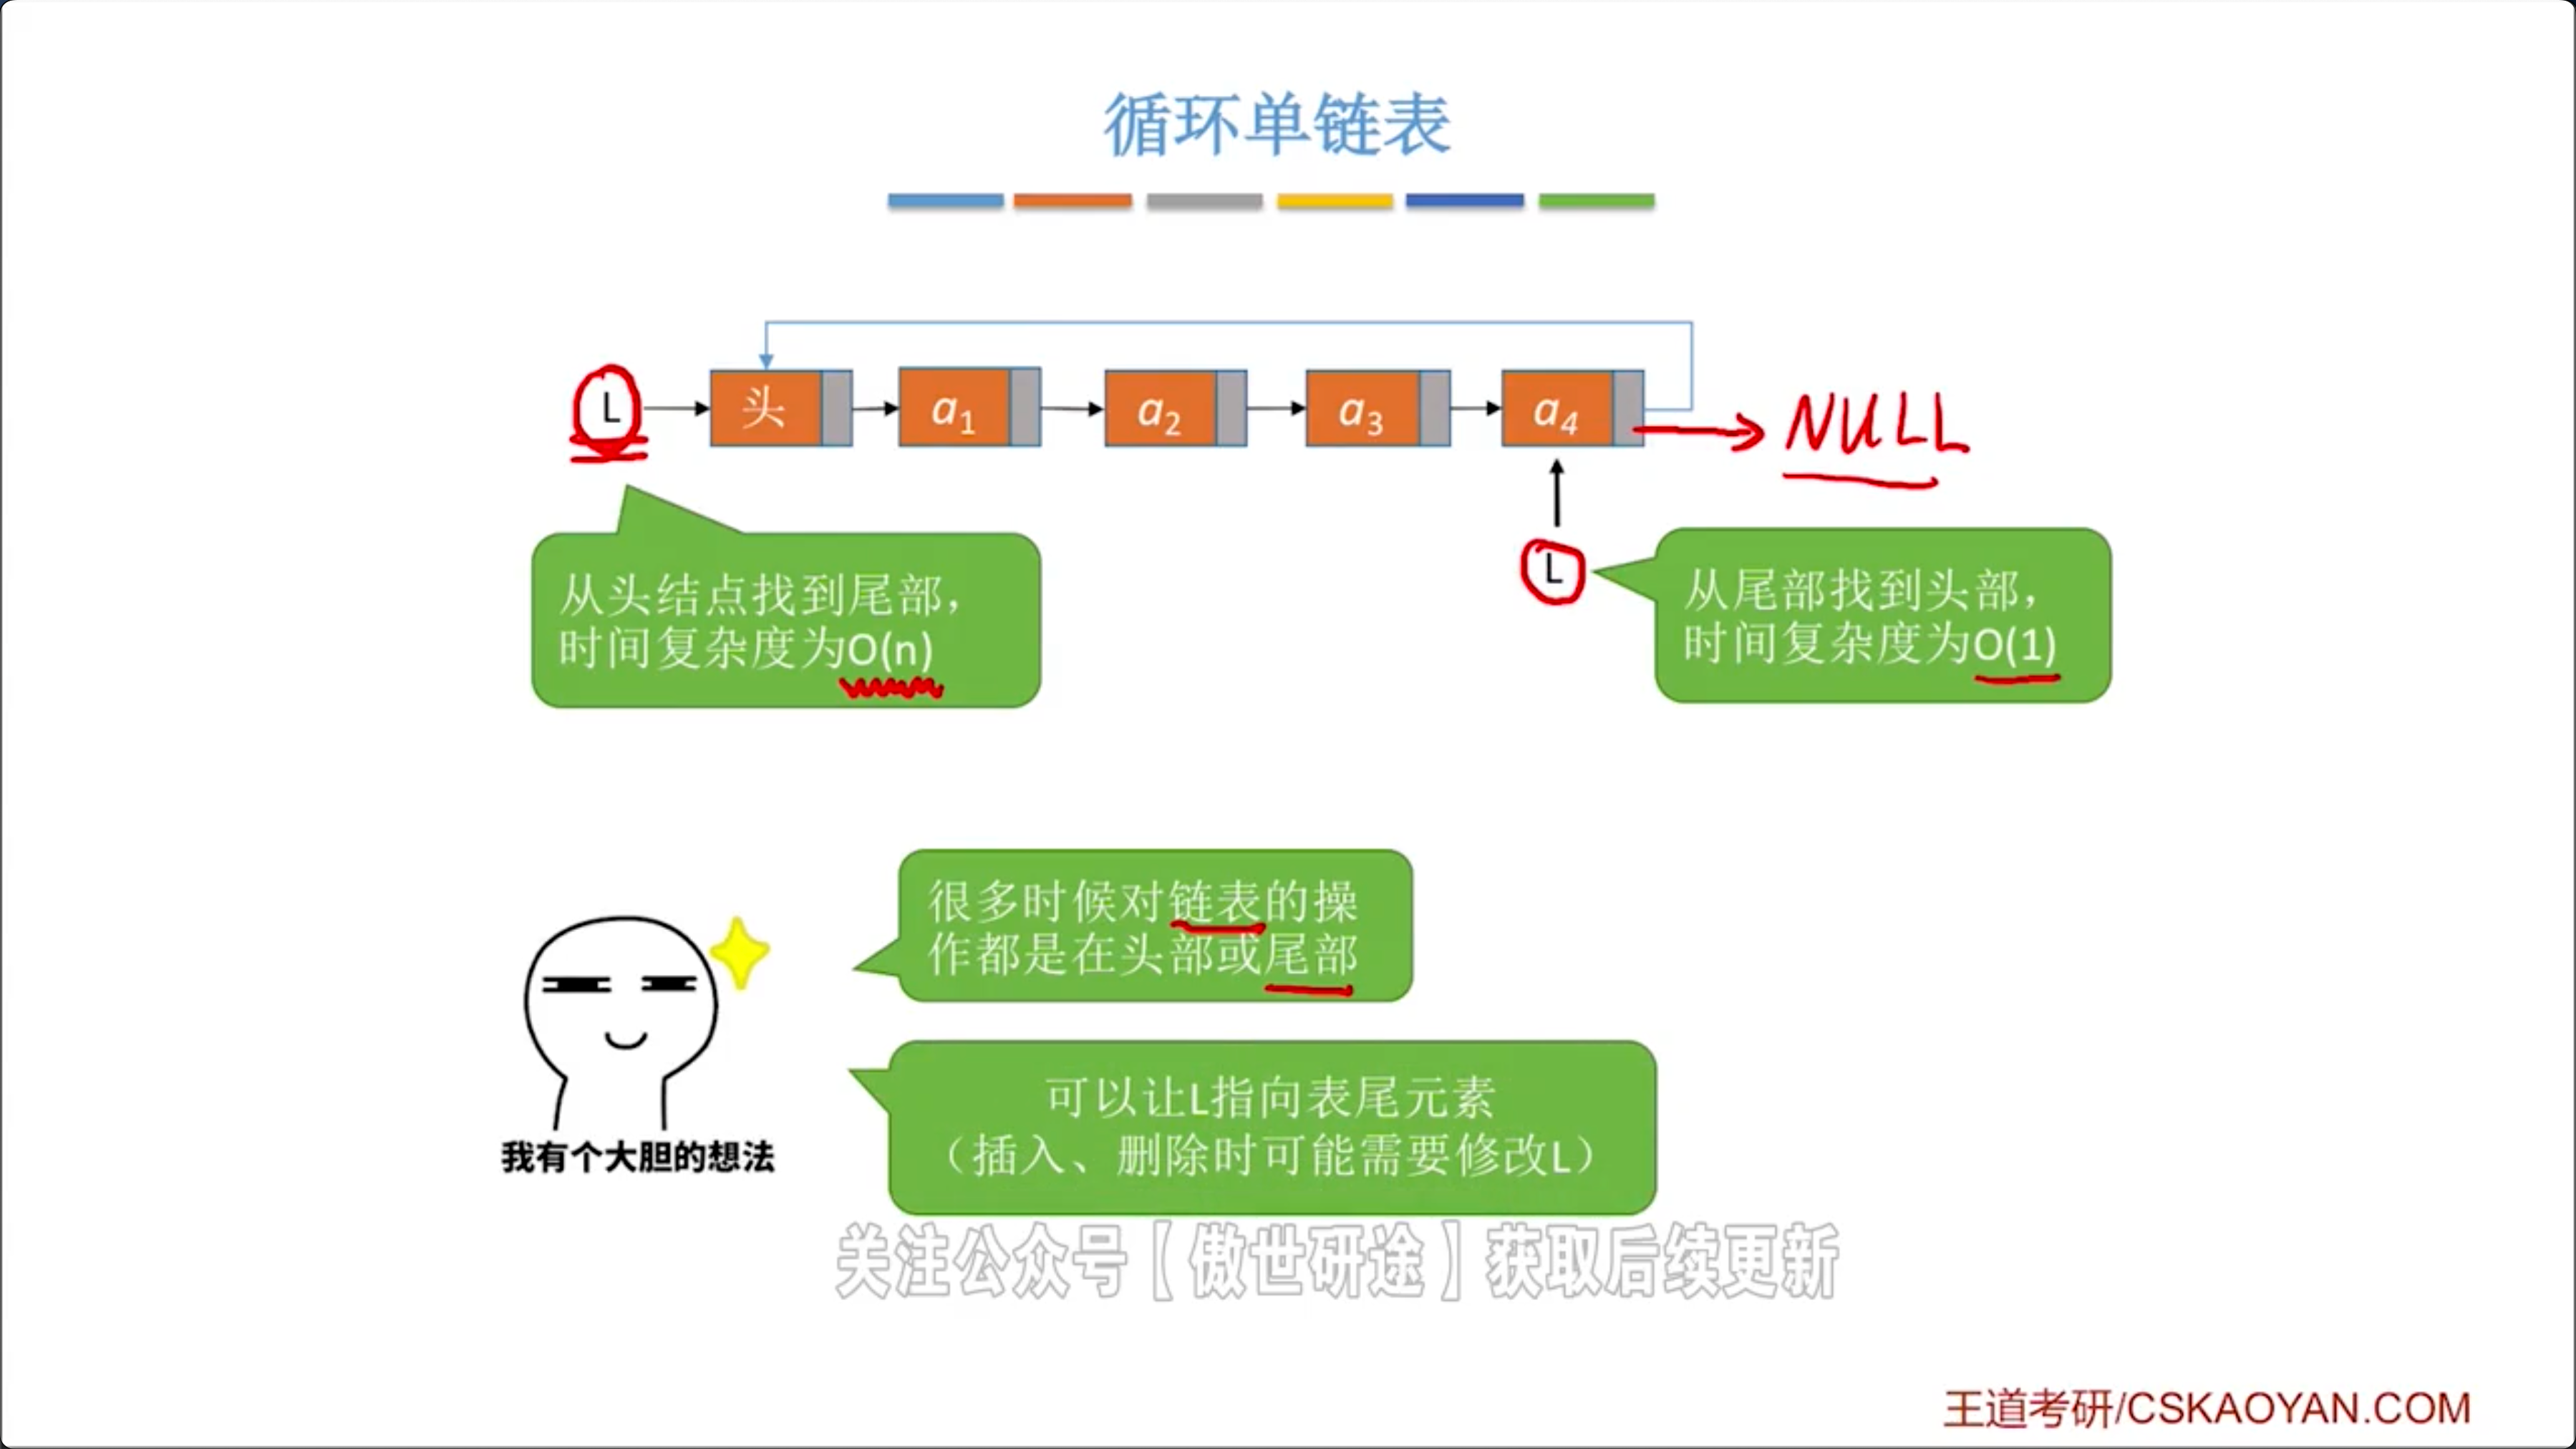 循环单链表
L
头
a1
a2
a3
a4
NULL
L
从头结点找到尾部，
时间复杂度为O(n)
从尾部找到头部，
时间复杂度为O(1)
很多时候对链表的操
作都是在头部或尾部
可以让L指向表尾元素
（插入、删除时可能需要修改L）
我有个大胆的想法
关注公众号【傲世研途】获取后续更新
王道考研/CSKAOYAN.COM